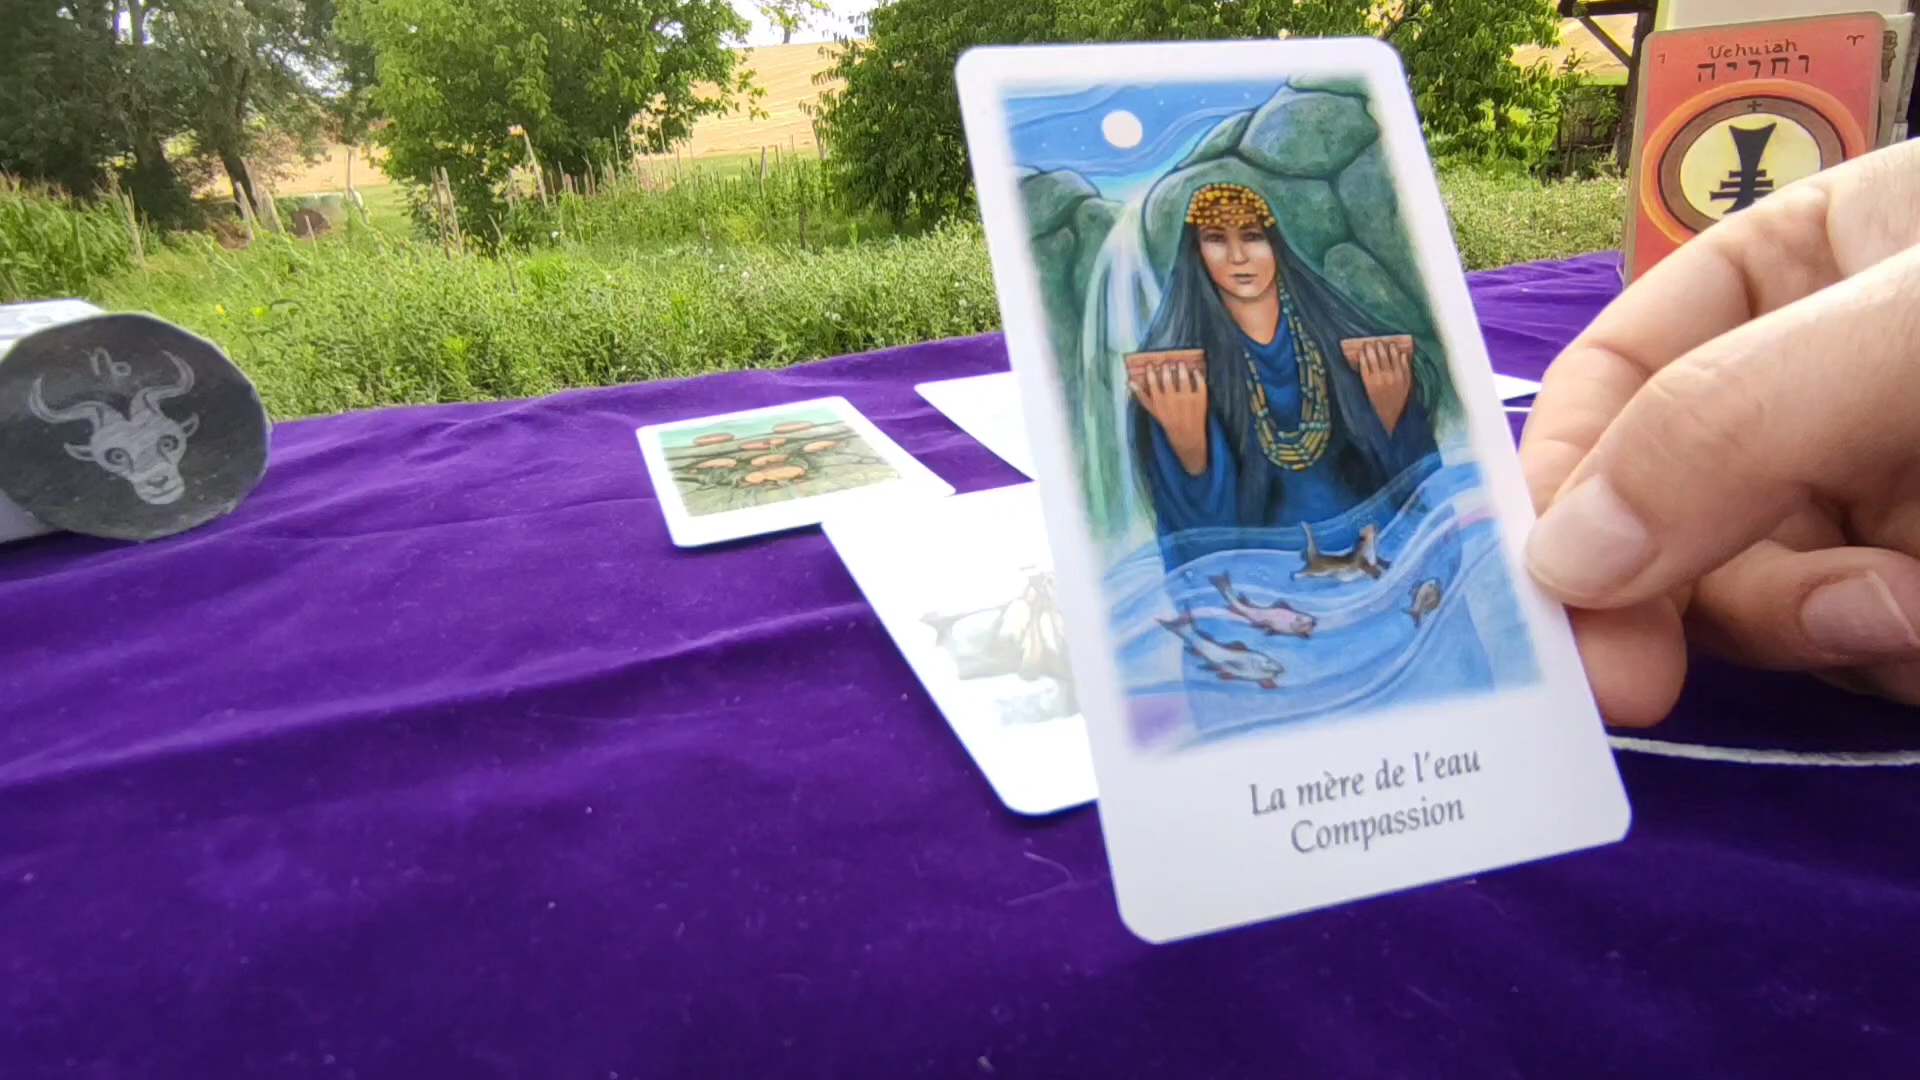 Vehuiah
והויה
La mère de l'eau
Compassion